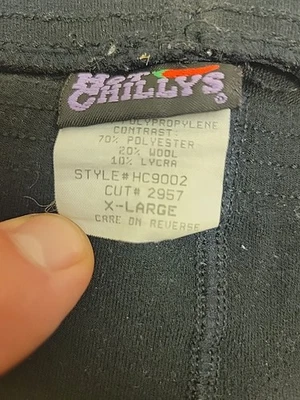 HOT
CHILLYS
POLYPROPYLENE
CONTRAST:
70% POLYESTER
20% WOOL
10% LYCRA
STYLE# HC9002
CUT# 2957
X-LARGE
CARE ON REVERSE